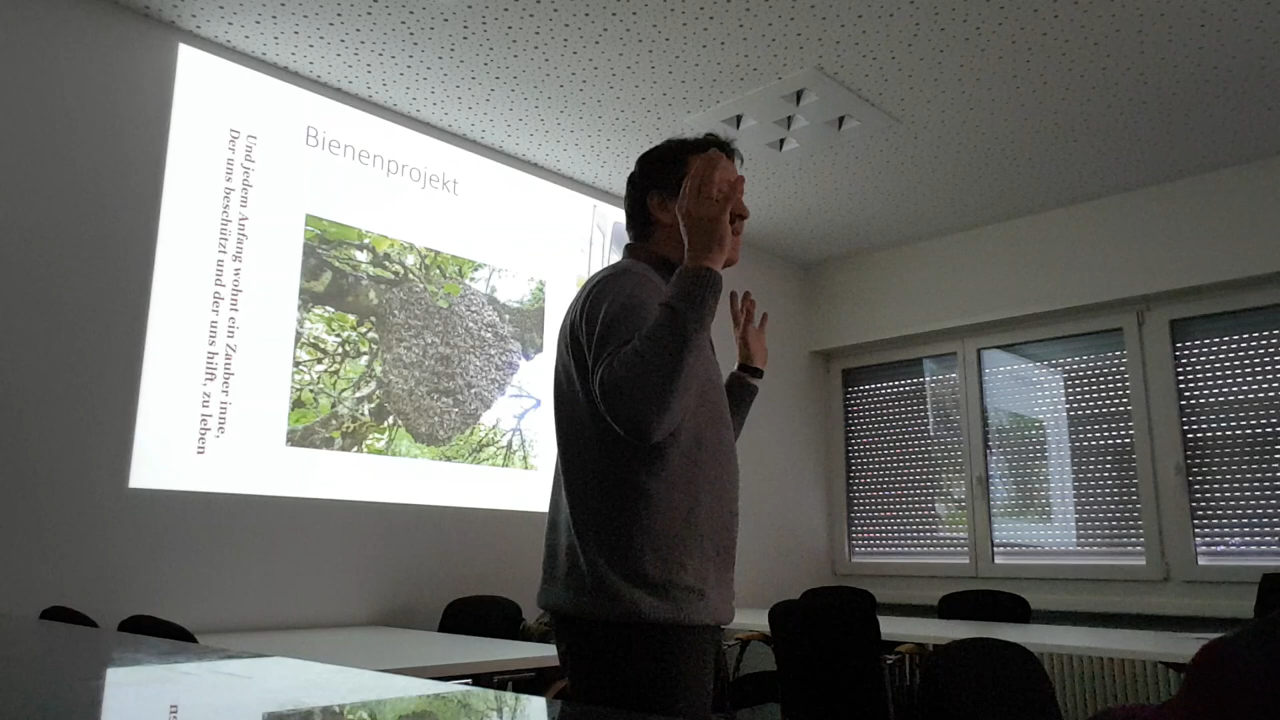 Bienenprojekt
Und jedem Anfang wohnt ein Zauber inne,
Der uns beschützt und der uns hilft, zu leben